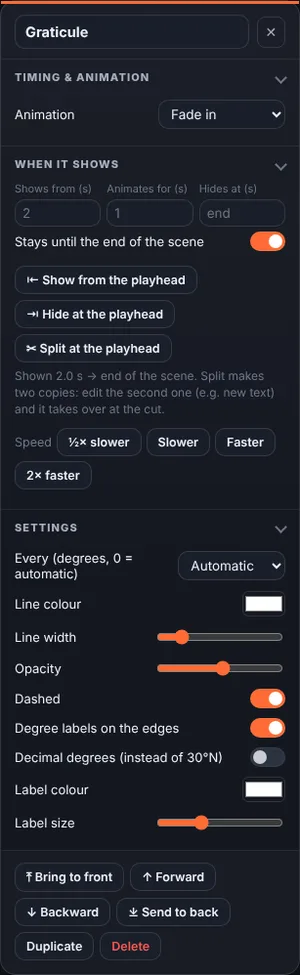 Graticule ×
TIMING & ANIMATION
Animation Fade in
WHEN IT SHOWS
Shows from (s) Animates for (s) Hides at (s)
2 1 end
Stays until the end of the scene
⇤ Show from the playhead
⇥ Hide at the playhead
✂ Split at the playhead
Shown 2.0 s → end of the scene. Split makes
two copies: edit the second one (e.g. new text)
and it takes over at the cut.
Speed ½× slower Slower Faster
2× faster
SETTINGS
Every (degrees, 0 =
automatic) Automatic
Line colour
Line width
Opacity
Dashed
Degree labels on the edges
Decimal degrees (instead of 30°N)
Label colour
Label size
⤒ Bring to front ↑ Forward
↓ Backward ⤓ Send to back
Duplicate Delete